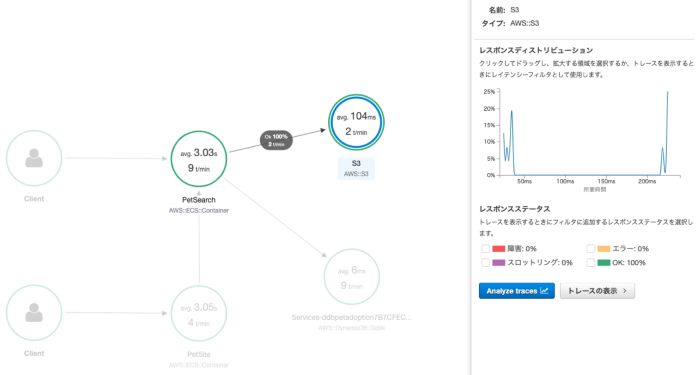 名前: S3
タイプ: AWS::S3
レスポンスディストリビューション
クリックしてドラッグし、拡大する領域を選択するか、トレースを表示するときにレイテンシーフィルタとして使用します。
25%
20%
15%
10%
5%
0%
50ms
100ms
150ms
200ms
所要時間
レスポンスステータス
トレースを表示するときにフィルタに追加するレスポンスステータスを選択します。
障害: 0%
エラー: 0%
スロットリング: 0%
OK: 100%
Analyze traces
トレースの表示
avg. 104ms
2 t/min
S3
AWS::S3
Ok 100%
2 t/min
avg. 3.03s
9 t/min
PetSearch
AWS::ECS::Container
Client
avg. 6ms
9 t/min
Services-ddbpetadoption7B7CFEC...
AWS::DynamoDB::Table
avg. 3.05s
4 t/min
PetSite
AWS::ECS::Container
Client